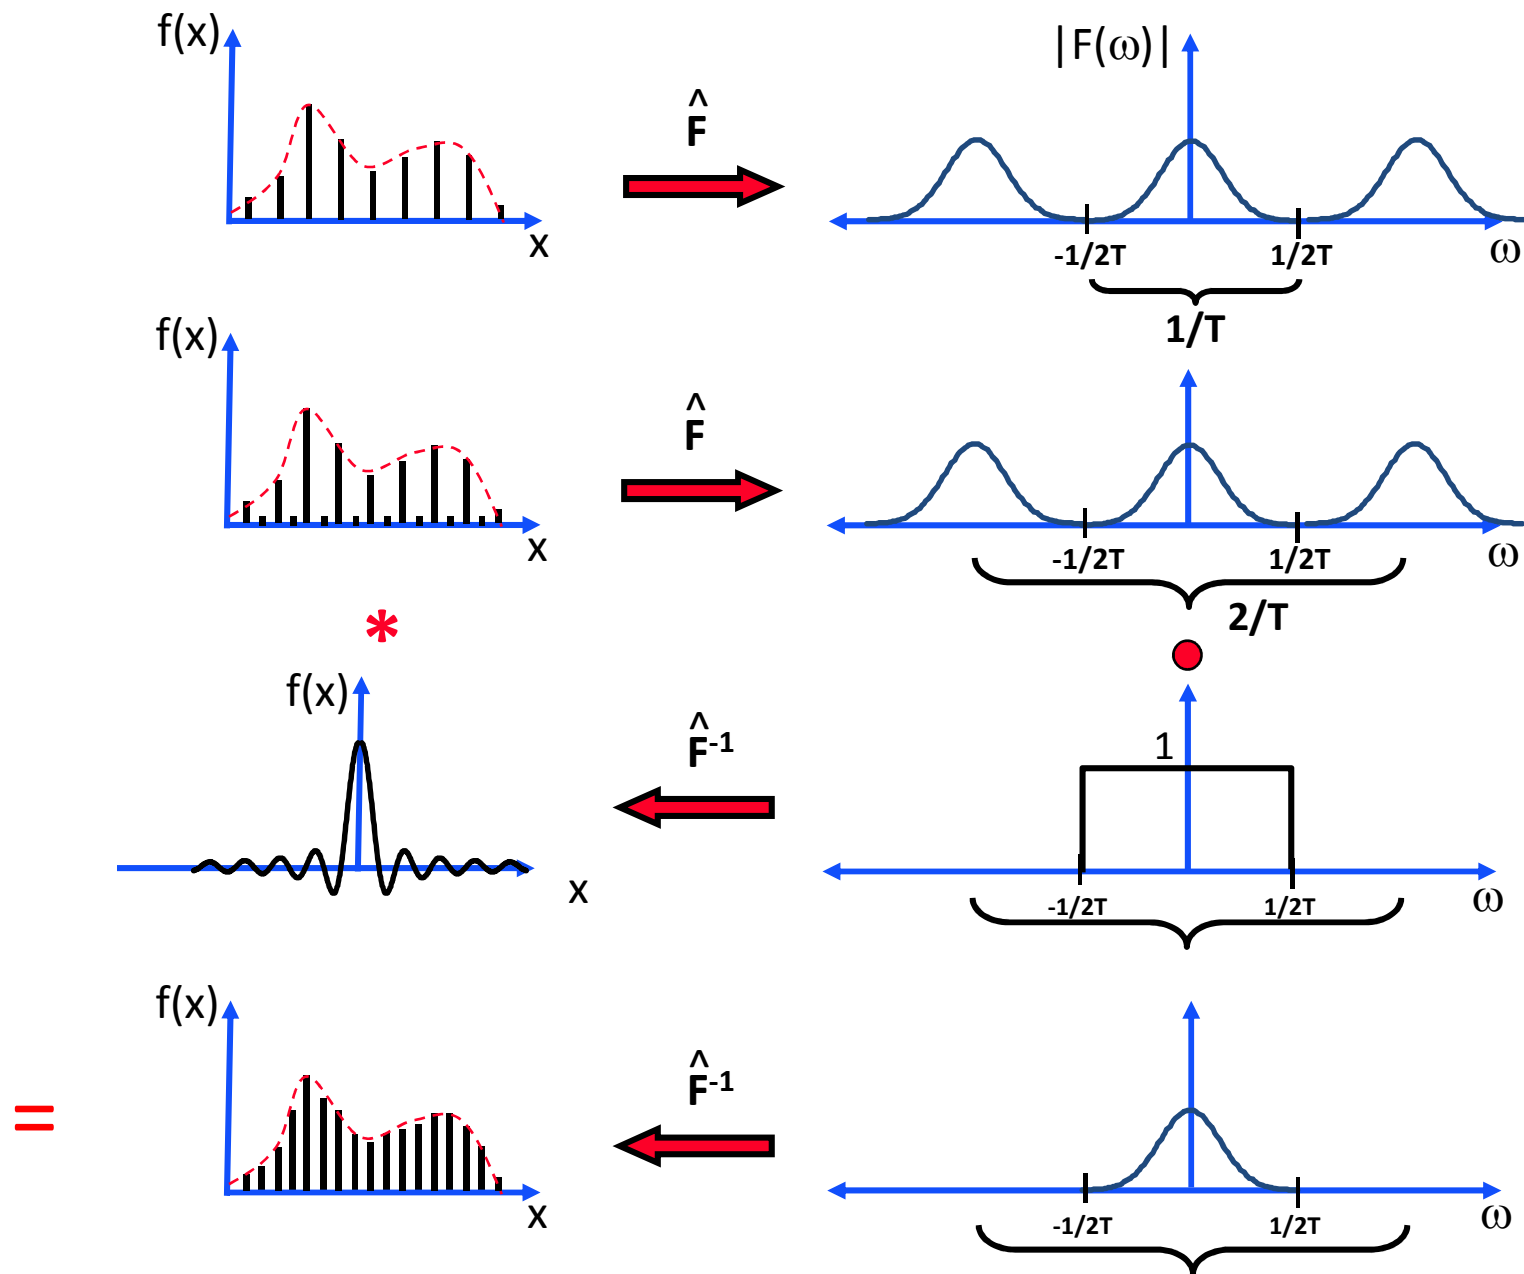 f(x)
|F(ω)|
^
F
x
-1/2T
1/2T
ω
1/T
f(x)
^
F
x
-1/2T
1/2T
ω
2/T
*
f(x)
^
F-1
1
x
-1/2T
1/2T
ω
f(x)
^
F-1
=
x
-1/2T
1/2T
ω